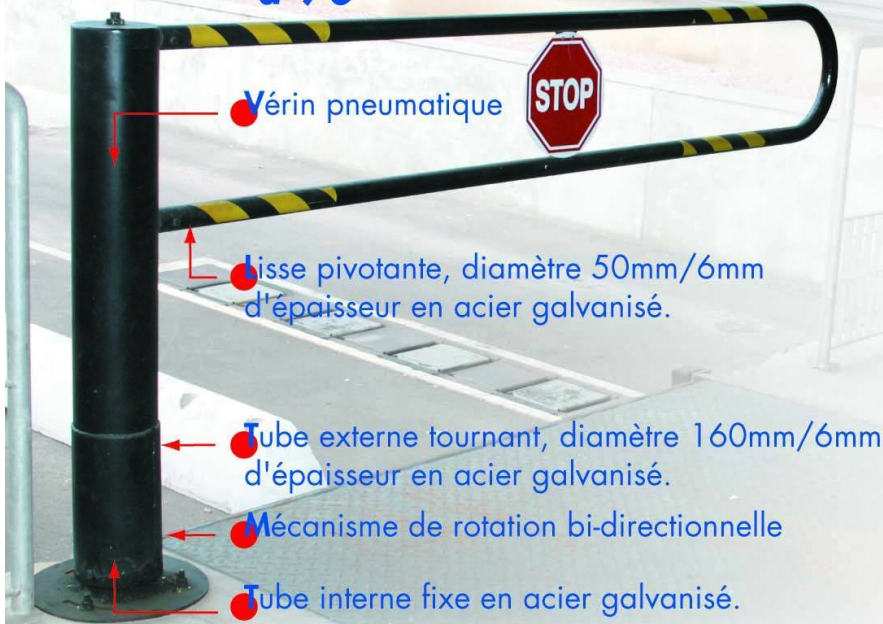 STOP
Vérin pneumatique
Lisse pivotante, diamètre 50mm/6mm
d'épaisseur en acier galvanisé.
Tube externe tournant, diamètre 160mm/6mm
d'épaisseur en acier galvanisé.
Mécanisme de rotation bi-directionnelle
Tube interne fixe en acier galvanisé.